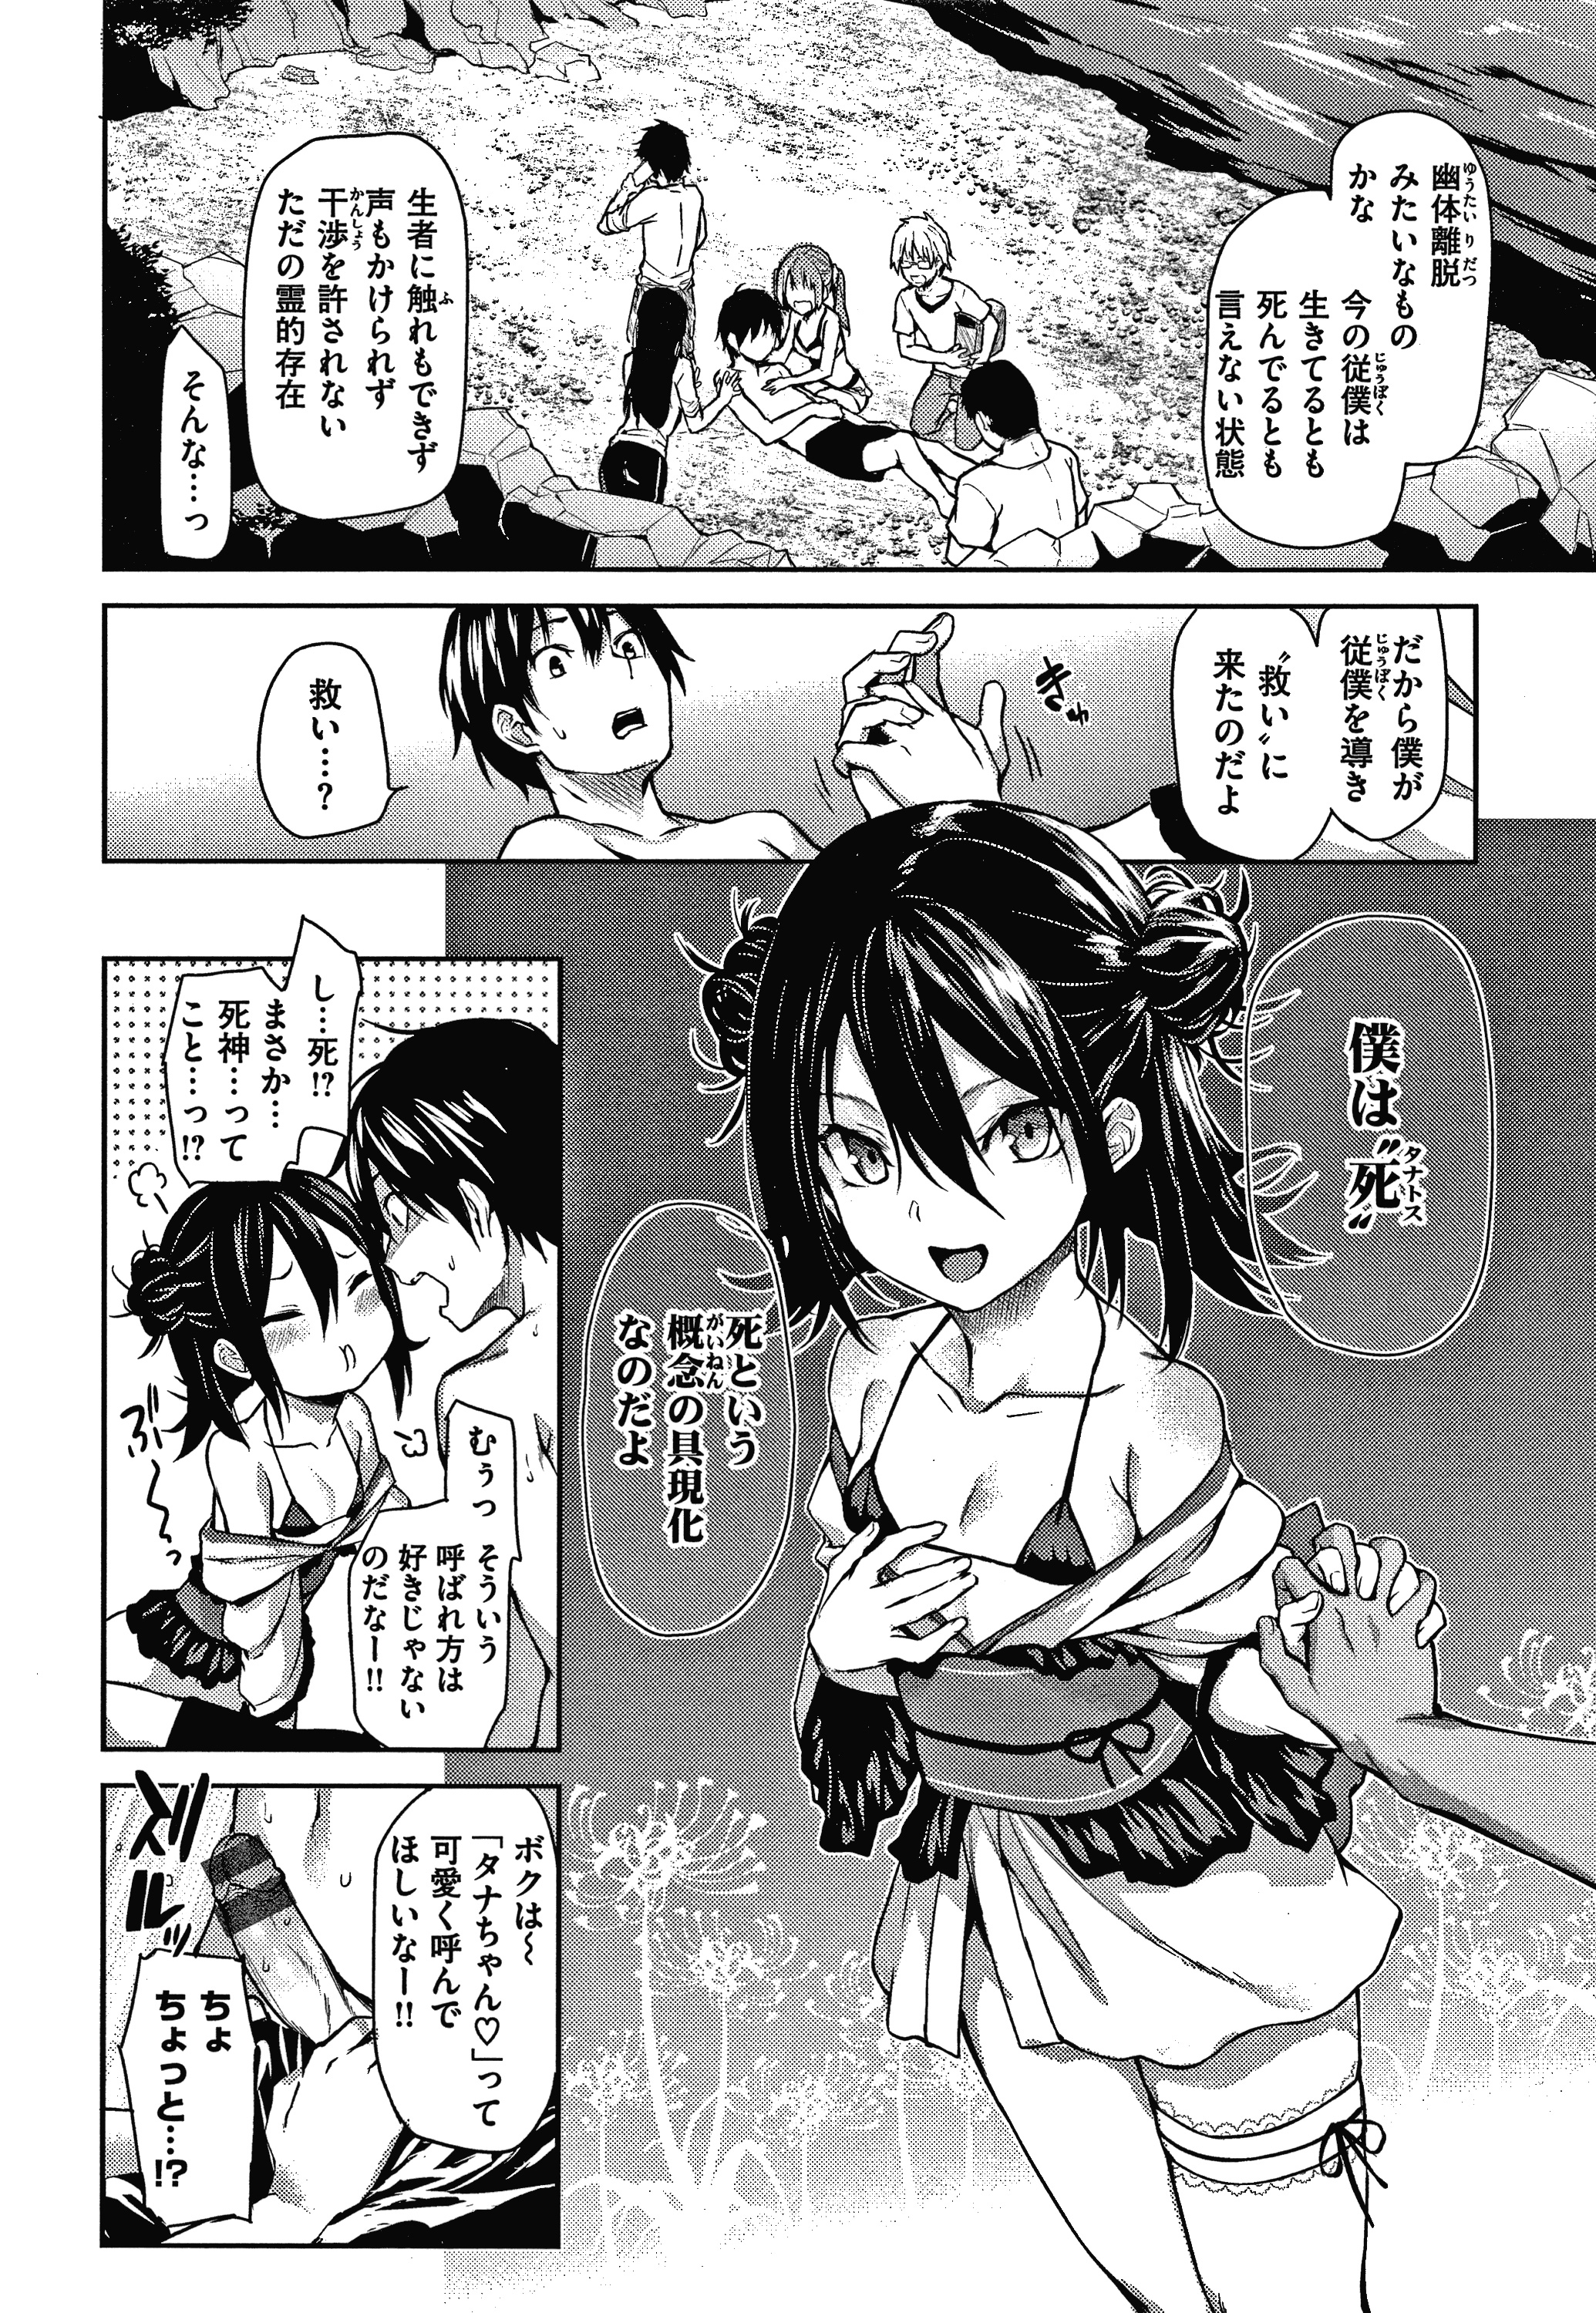 幽体離脱
みたいなもの
かな
今の従僕は
生きてるとも
死んでるとも
言えない状態
生者に触れもできず
声もかけられず
干渉を許されない
ただの霊的存在
そんな…っ
だから僕が
従僕を導き
〝救い〟に
来たのだよ
きゅ
救い…？
僕は〝死〟
タナトス
死という
概念の具現化
なのだよ
し…死!?
まさか…
死神…って
こと…っ!?
むぅっ
そういう
呼ばれ方は
好きじゃない
のだなー!!
ぷ〜〜っ
ボクは〜
「タナちゃん♡」って
可愛く呼んで
ほしいなー!!
ズルッ
ちょ
ちょっと…!?